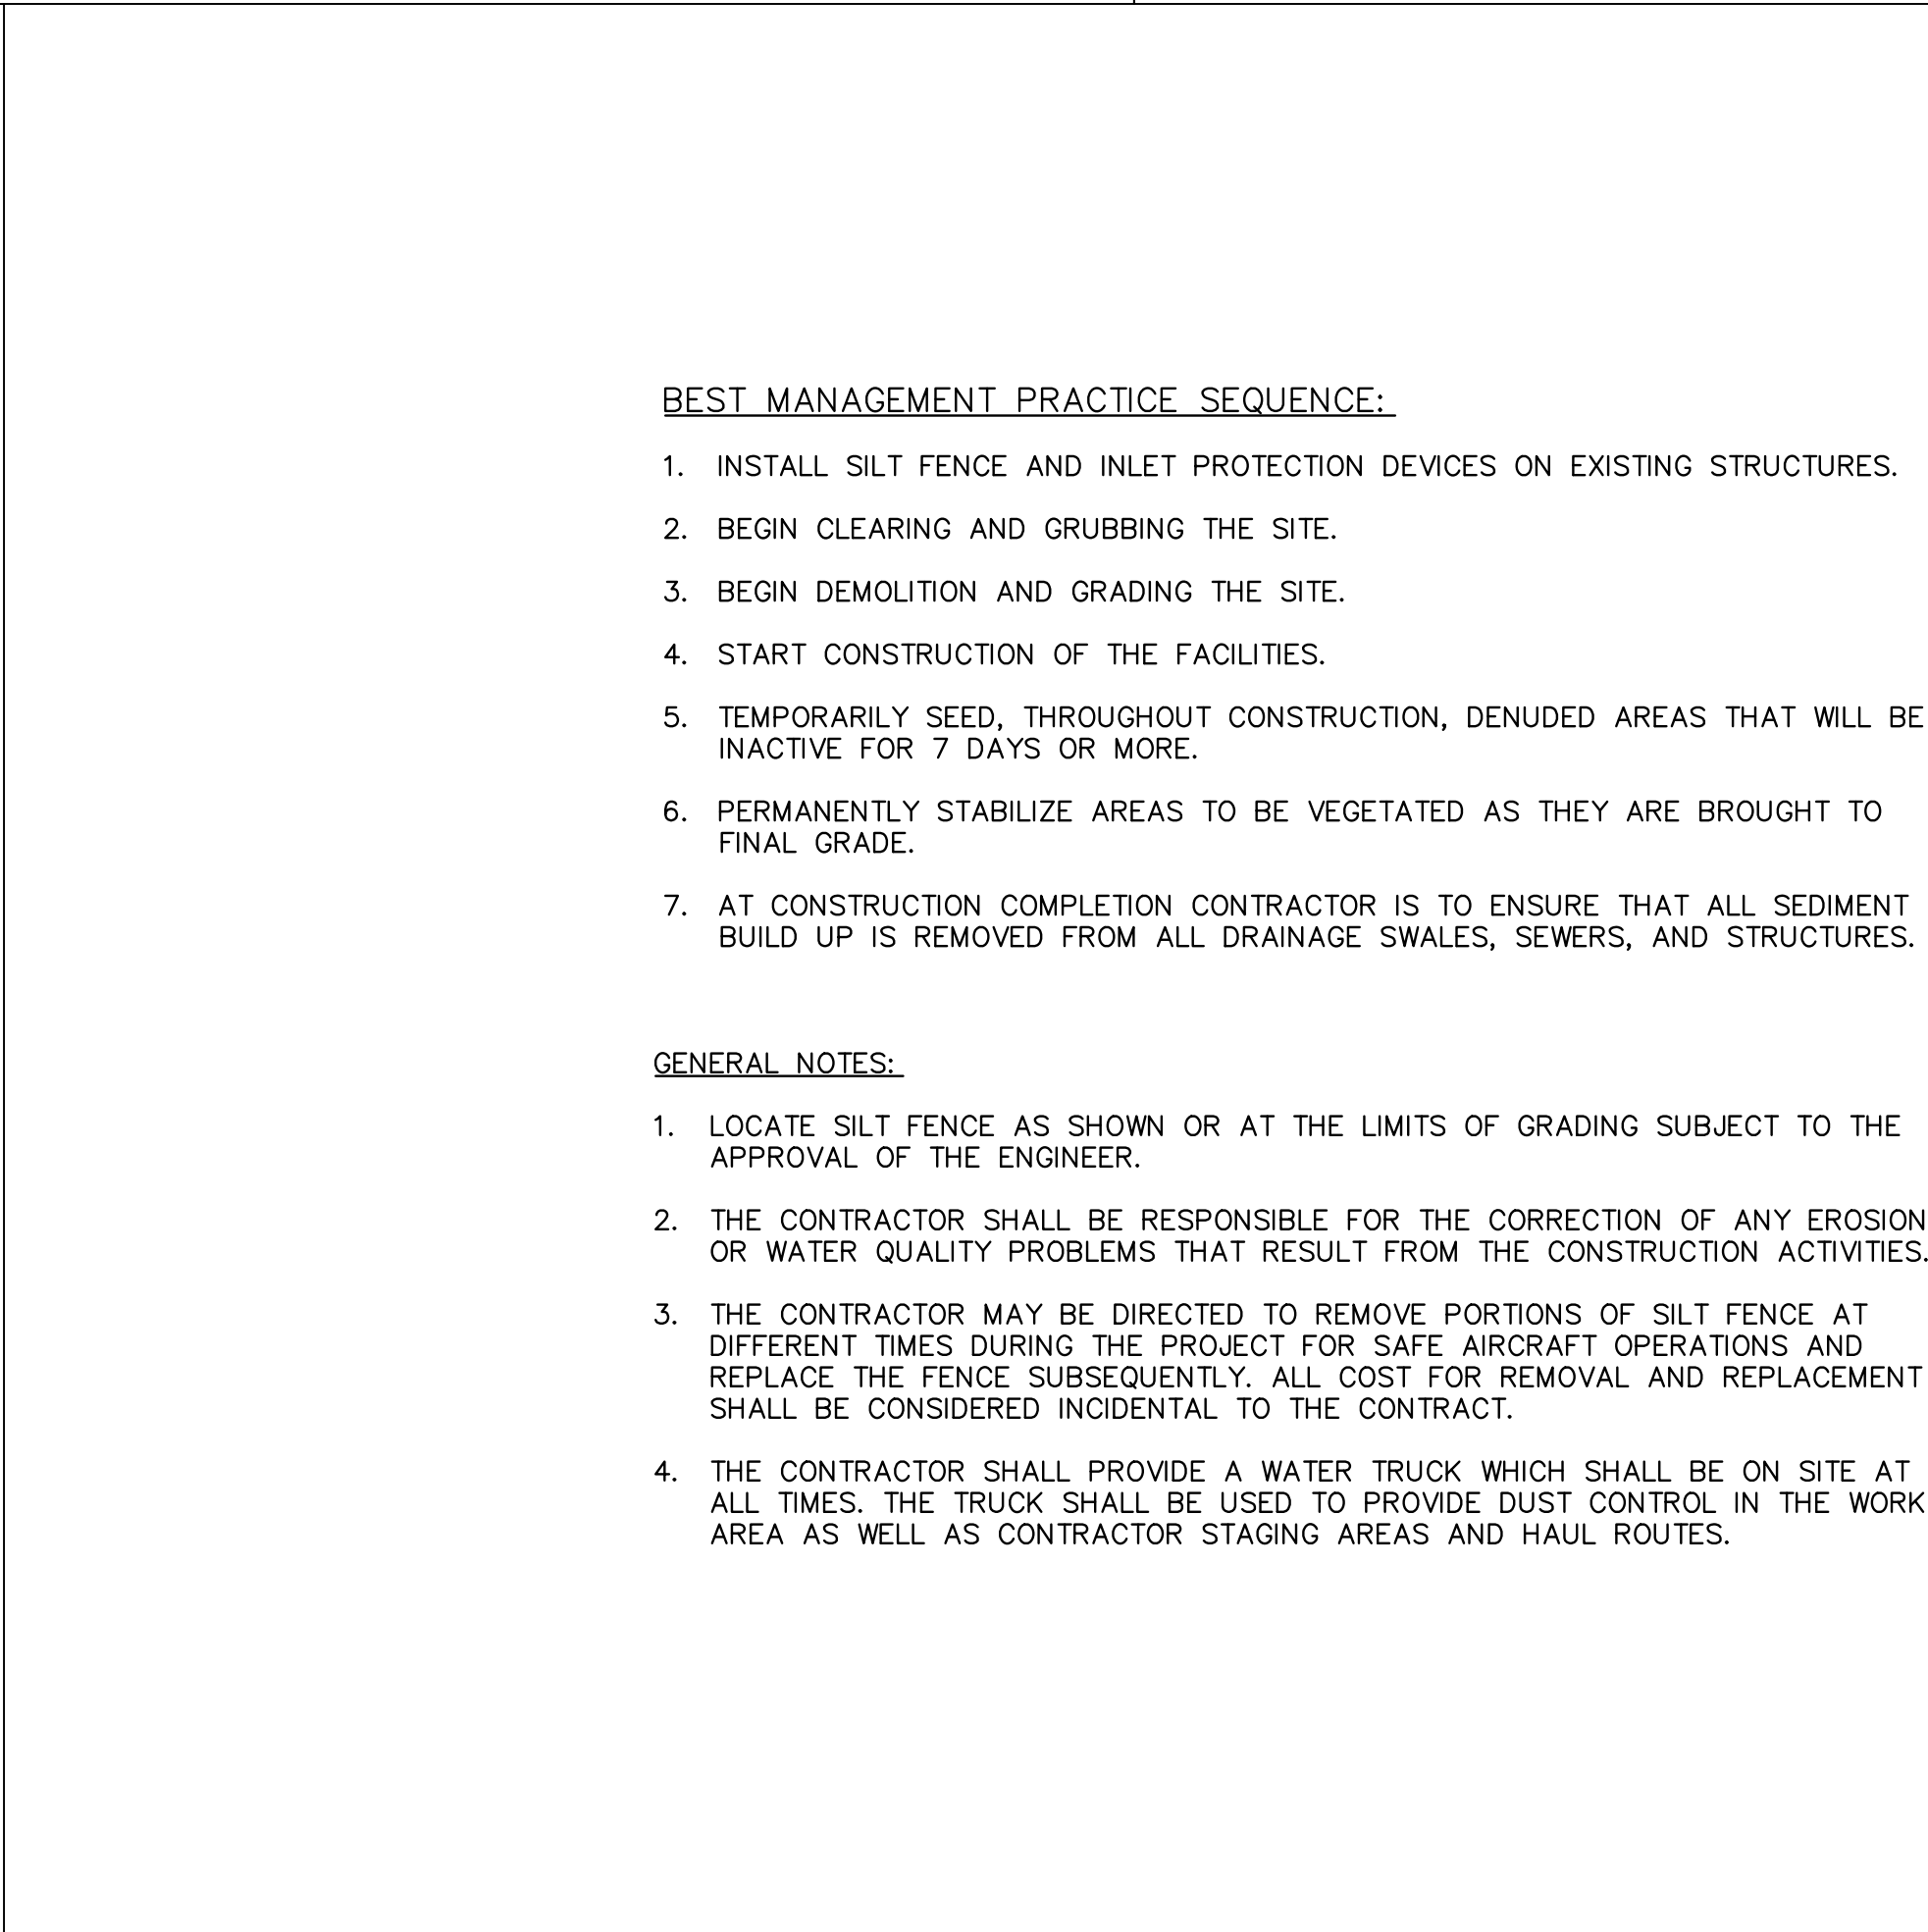 BEST MANAGEMENT PRACTICE SEQUENCE:
1. INSTALL SILT FENCE AND INLET PROTECTION DEVICES ON EXISTING STRUCTURES.
2. BEGIN CLEARING AND GRUBBING THE SITE.
3. BEGIN DEMOLITION AND GRADING THE SITE.
4. START CONSTRUCTION OF THE FACILITIES.
5. TEMPORARILY SEED, THROUGHOUT CONSTRUCTION, DENUDED AREAS THAT WILL BE
INACTIVE FOR 7 DAYS OR MORE.
6. PERMANENTLY STABILIZE AREAS TO BE VEGETATED AS THEY ARE BROUGHT TO
FINAL GRADE.
7. AT CONSTRUCTION COMPLETION CONTRACTOR IS TO ENSURE THAT ALL SEDIMENT
BUILD UP IS REMOVED FROM ALL DRAINAGE SWALES, SEWERS, AND STRUCTURES.
GENERAL NOTES:
1. LOCATE SILT FENCE AS SHOWN OR AT THE LIMITS OF GRADING SUBJECT TO THE
APPROVAL OF THE ENGINEER.
2. THE CONTRACTOR SHALL BE RESPONSIBLE FOR THE CORRECTION OF ANY EROSION
OR WATER QUALITY PROBLEMS THAT RESULT FROM THE CONSTRUCTION ACTIVITIES.
3. THE CONTRACTOR MAY BE DIRECTED TO REMOVE PORTIONS OF SILT FENCE AT
DIFFERENT TIMES DURING THE PROJECT FOR SAFE AIRCRAFT OPERATIONS AND
REPLACE THE FENCE SUBSEQUENTLY. ALL COST FOR REMOVAL AND REPLACEMENT
SHALL BE CONSIDERED INCIDENTAL TO THE CONTRACT.
4. THE CONTRACTOR SHALL PROVIDE A WATER TRUCK WHICH SHALL BE ON SITE AT
ALL TIMES. THE TRUCK SHALL BE USED TO PROVIDE DUST CONTROL IN THE WORK
AREA AS WELL AS CONTRACTOR STAGING AREAS AND HAUL ROUTES.